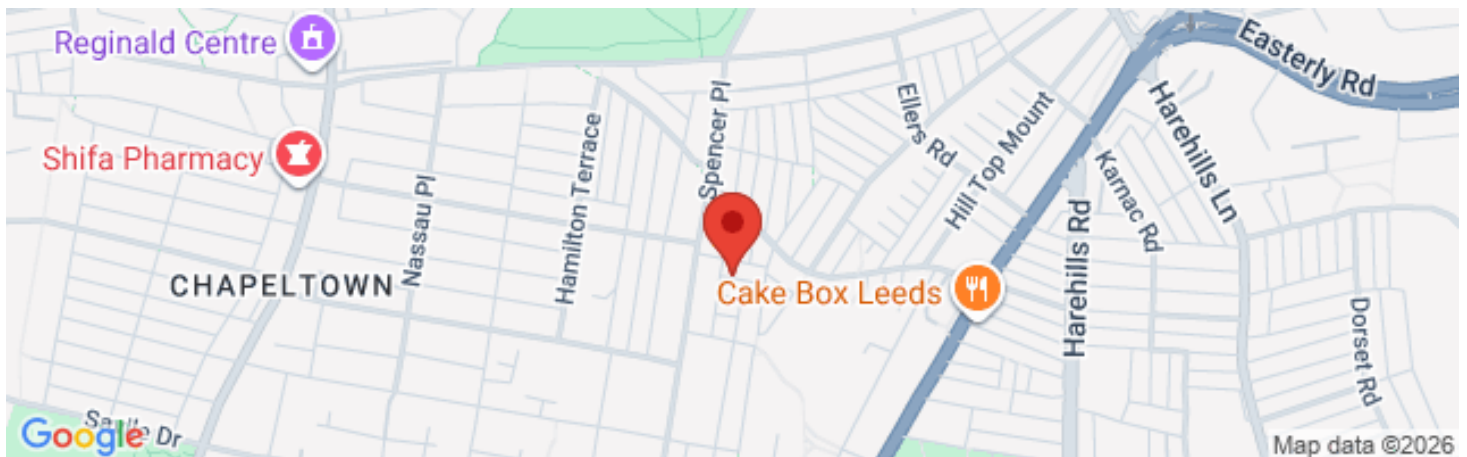 Reginald Centre
Easterly Rd
Spencer Pl
Ellers Rd
Harehills Ln
Shifa Pharmacy
Hamilton Terrace
Hill Top Mount
Karnac Rd
Nassau Pl
CHAPELTOWN
Cake Box Leeds
Harehills Rd
Dorset Rd
Google
Map data ©2026